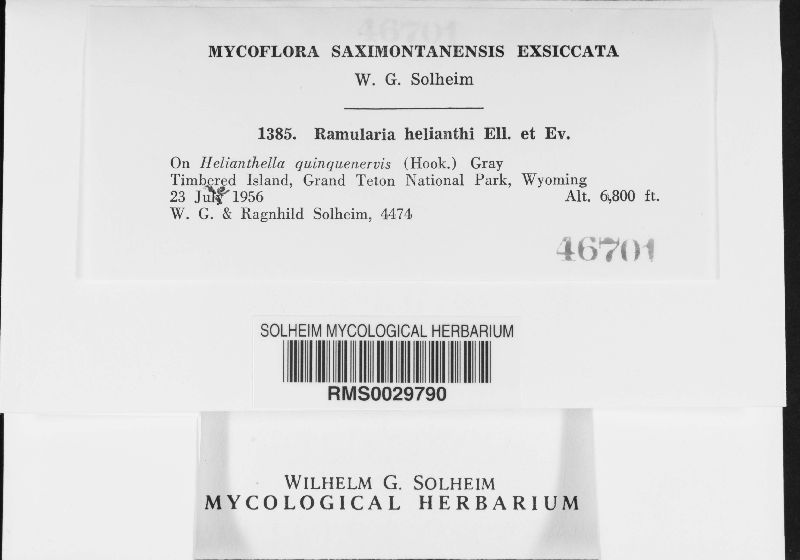 MYCOFLORA SAXIMONTANENSIS EXSICCATA
W. G. Solheim
1385. Ramularia helianthi Ell. et Ev.
On Helianthella quinquenervis (Hook.) Gray
Timbered Island, Grand Teton National Park, Wyoming
23 July 1956 Alt. 6,800 ft.
W. G. & Ragnhild Solheim, 4474
46701
SOLHEIM MYCOLOGICAL HERBARIUM
RMS0029790
WILHELM G. SOLHEIM
MYCOLOGICAL HERBARIUM